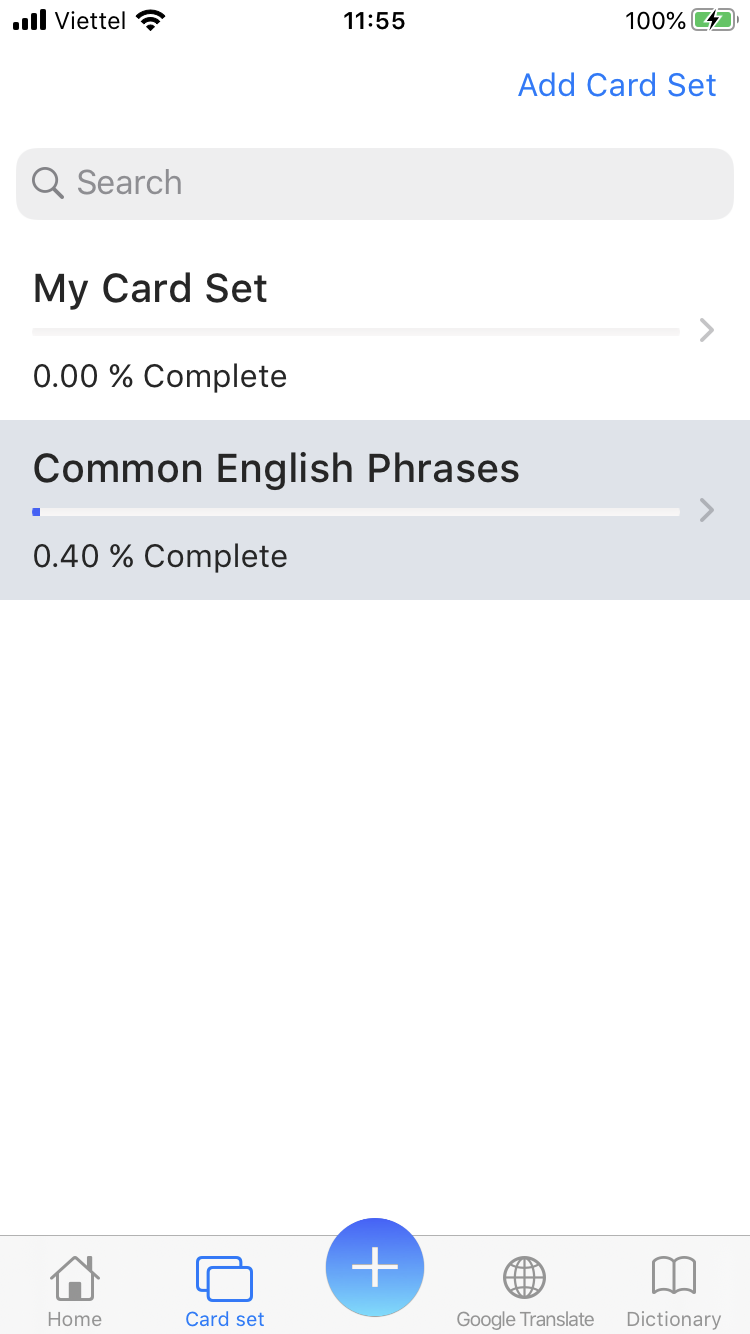 Viettel 11:55 100%
Add Card Set
Search
My Card Set
0.00 % Complete
Common English Phrases
0.40 % Complete
Home Card set Google Translate Dictionary